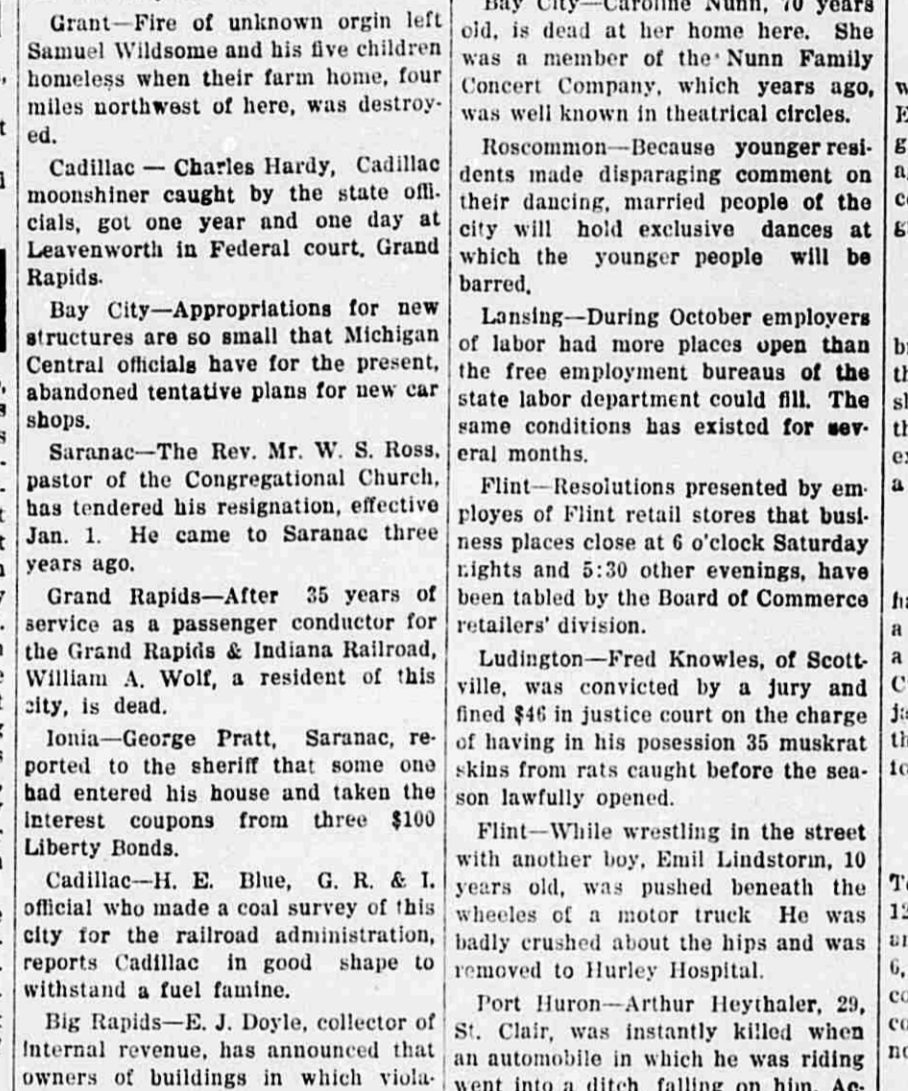 Grant—Fire of unknown orgin left
Samuel Wildsome and his five children
homeless when their farm home, four
miles northwest of here, was destroy-
ed.
Cadillac — Charles Hardy, Cadillac
moonshiner caught by the state offi-
cials, got one year and one day at
Leavenworth in Federal court. Grand
Rapids.
Bay City—Appropriations for new
structures are so small that Michigan
Central officials have for the present,
abandoned tentative plans for new car
shops.
Saranac—The Rev. Mr. W. S. Ross,
pastor of the Congregational Church,
has tendered his resignation, effective
Jan. 1. He came to Saranac three
years ago.
Grand Rapids—After 35 years of
service as a passenger conductor for
the Grand Rapids & Indiana Railroad,
William A. Wolf, a resident of this
city, is dead.
Ionia—George Pratt, Saranac, re-
ported to the sheriff that some one
had entered his house and taken the
interest coupons from three $100
Liberty Bonds.
Cadillac—H. E. Blue, G. R. & I.
official who made a coal survey of this
city for the railroad administration,
reports Cadillac in good shape to
withstand a fuel famine.
Big Rapids—E. J. Doyle, collector of
internal revenue, has announced that
owners of buildings in which viola-
Bay City—Caroline Nunn, 70 years
old, is dead at her home here. She
was a member of the Nunn Family
Concert Company, which years ago,
was well known in theatrical circles.
Roscommon—Because younger resi-
dents made disparaging comment on
their dancing, married people of the
city will hold exclusive dances at
which the younger people will be
barred.
Lansing—During October employers
of labor had more places open than
the free employment bureaus of the
state labor department could fill. The
same conditions has existed for sev-
eral months.
Flint—Resolutions presented by em-
ployes of Flint retail stores that busi-
ness places close at 6 o'clock Saturday
nights and 5:30 other evenings, have
been tabled by the Board of Commerce
retailers' division.
Ludington—Fred Knowles, of Scott-
ville, was convicted by a jury and
fined $46 in justice court on the charge
of having in his posession 35 muskrat
skins from rats caught before the sea-
son lawfully opened.
Flint—While wrestling in the street
with another boy, Emil Lindstorm, 10
years old, was pushed beneath the
wheeles of a motor truck He was
badly crushed about the hips and was
removed to Hurley Hospital.
Port Huron—Arthur Heythaler, 29,
St. Clair, was instantly killed when
an automobile in which he was riding
went into a ditch falling on him. Ac-